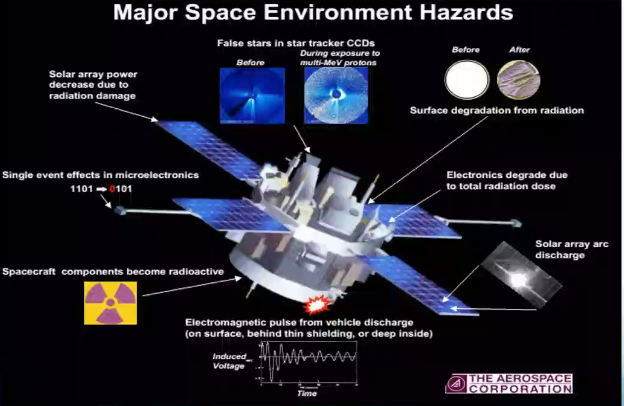 Major Space Environment Hazards
False stars in star tracker CCDs
Before
During exposure to
multi-MeV protons
Before
After
Solar array power
decrease due to
radiation damage
Surface degradation from radiation
Single event effects in microelectronics
1101 ➡ 0101
Electronics degrade due
to total radiation dose
Solar array arc
discharge
Spacecraft components become radioactive
Electromagnetic pulse from vehicle discharge
(on surface, behind thin shielding, or deep inside)
Induced
Voltage
Time
THE AEROSPACE
CORPORATION